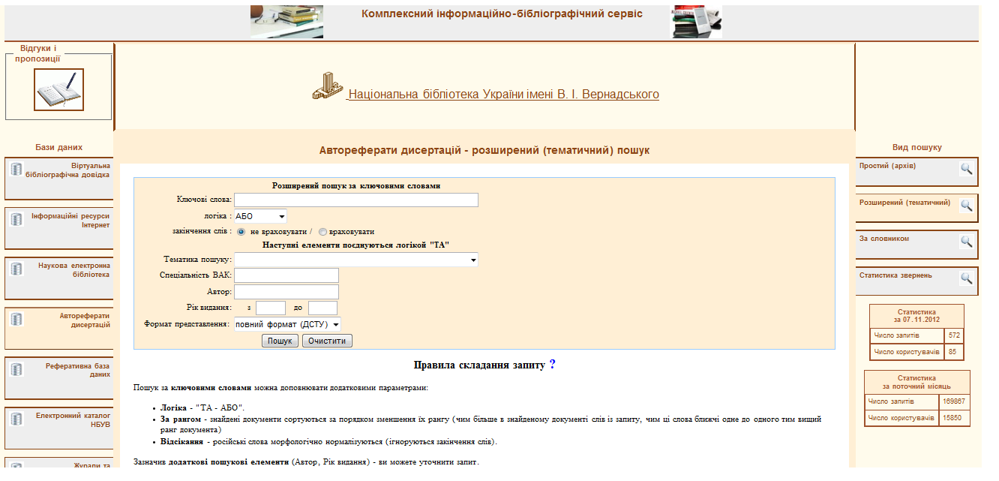 Комплексний інформаційно-бібліографічний сервіс
Відгуки і
пропозиції
Національна бібліотека України імені В. І. Вернадського
Бази даних
Віртуальна
бібліографічна довідка
Інформаційні ресурси
Інтернет
Наукова електронна
бібліотека
Автореферати
дисертацій
Реферативна база
даних
Електронний каталог
НБУВ
Журали та
Автореферати дисертацій - розширений (тематичний) пошук
Розширений пошук за ключовими словами
Ключові слова:
логіка : АБО
закінчення слів : не враховувати / враховувати
Наступні елементи поєднуються логікой "ТА"
Тематика пошуку:
Спеціальність ВАК:
Автор:
Рік видання: з до
Формат представлення: повний формат (ДСТУ)
Пошук Очистити
Правила складання запиту ?
Пошук за ключовими словами можна доповнювати додатковими параметрами:
• Логіка - "ТА - АБО".
• За рангом - знайдені документи сортуються за порядком зменшення їх рангу (чим більше в знайденому документі слів із запиту, чим ці слова ближчі одне до одного тим вищий
ранг документа)
• Відсікання - російські слова морфологічно нормалізуються (ігноруються закінчення слів).
Зазначив додаткові пошукові елементи (Автор, Рік видання) - ви можете уточнити запит.
Вид пошуку
Простий (архів)
Розширений (тематичний)
За словником
Статистика звернень
Статистика
за 07.11.2012
Число запитів 572
Число користувачів 85
Статистика
за поточний місяць
Число запитів 169867
Число користувачів 15850